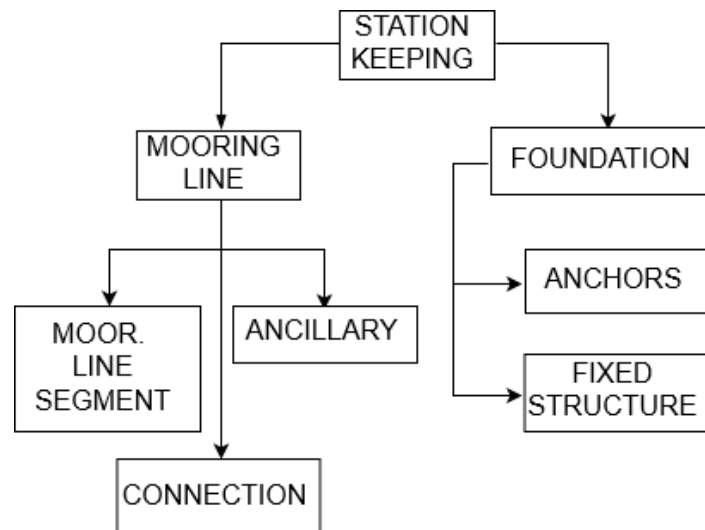 STATION
KEEPING
MOORING
LINE
FOUNDATION
MOOR.
LINE
SEGMENT
ANCILLARY
CONNECTION
ANCHORS
FIXED
STRUCTURE